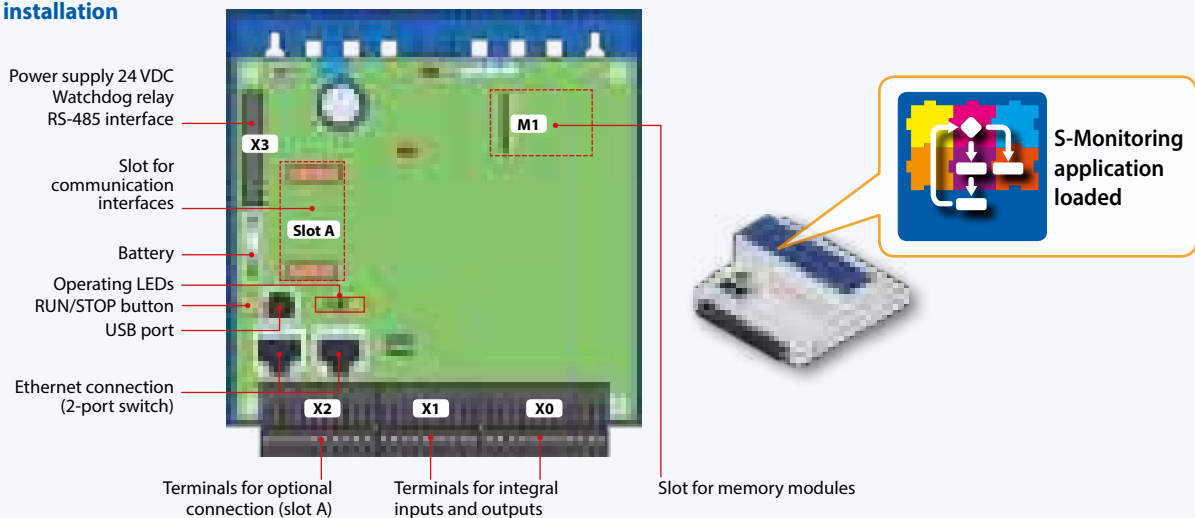 installation
Power supply 24 VDC
Watchdog relay
RS-485 interface
X3
M1
Slot for
communication
interfaces
Slot A
Battery
Operating LEDs
RUN/STOP button
USB port
Ethernet connection
(2-port switch)
X2
X1
X0
Terminals for optional
connection (slot A)
Terminals for integral
inputs and outputs
Slot for memory modules
S-Monitoring
application
loaded